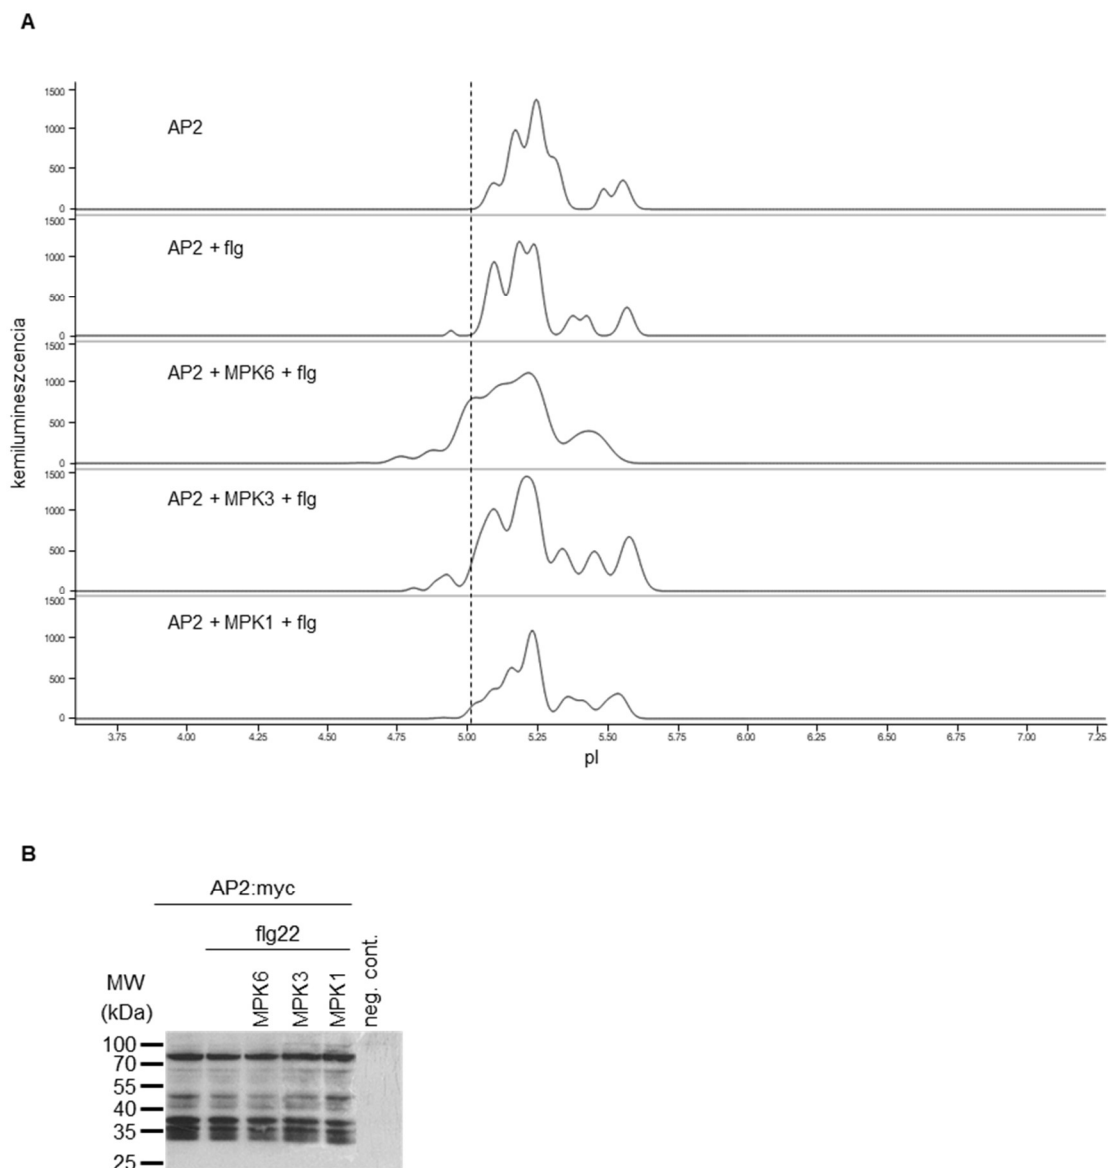 A
1500
1000
500
0
AP2
1500
1000
500
0
AP2 + flg
1500
1000
500
0
AP2 + MPK6 + flg
1500
1000
500
0
AP2 + MPK3 + flg
1500
1000
500
0
AP2 + MPK1 + flg
kemilumineszcencia
3.75 4.00 4.25 4.50 4.75 5.00 5.25 5.50 5.75 6.00 6.25 6.50 6.75 7.00 7.25
pI
B
AP2:myc
flg22
MPK6 MPK3 MPK1 neg. cont.
MW
(kDa)
100
70
55
40
35
25